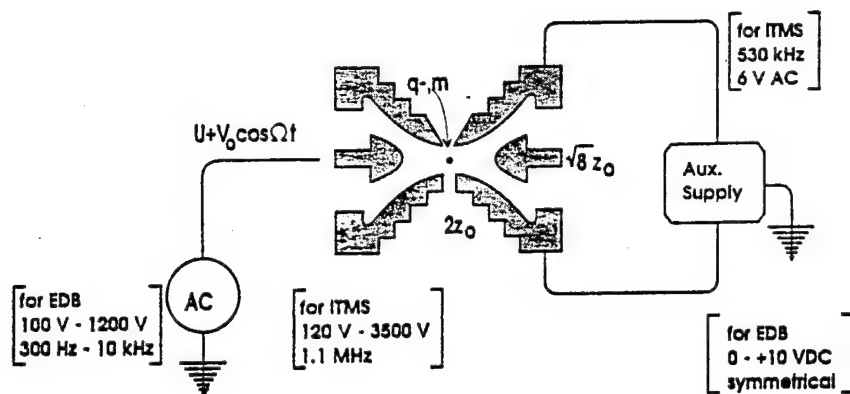 for ITMS
530 kHz
6 V AC
q-,m
U+V₀cosΩt
√8 z₀
Aux.
Supply
2z₀
AC
for EDB
100 V - 1200 V
300 Hz - 10 kHz
for ITMS
120 V - 3500 V
1.1 MHz
for EDB
0 - +10 VDC
symmetrical